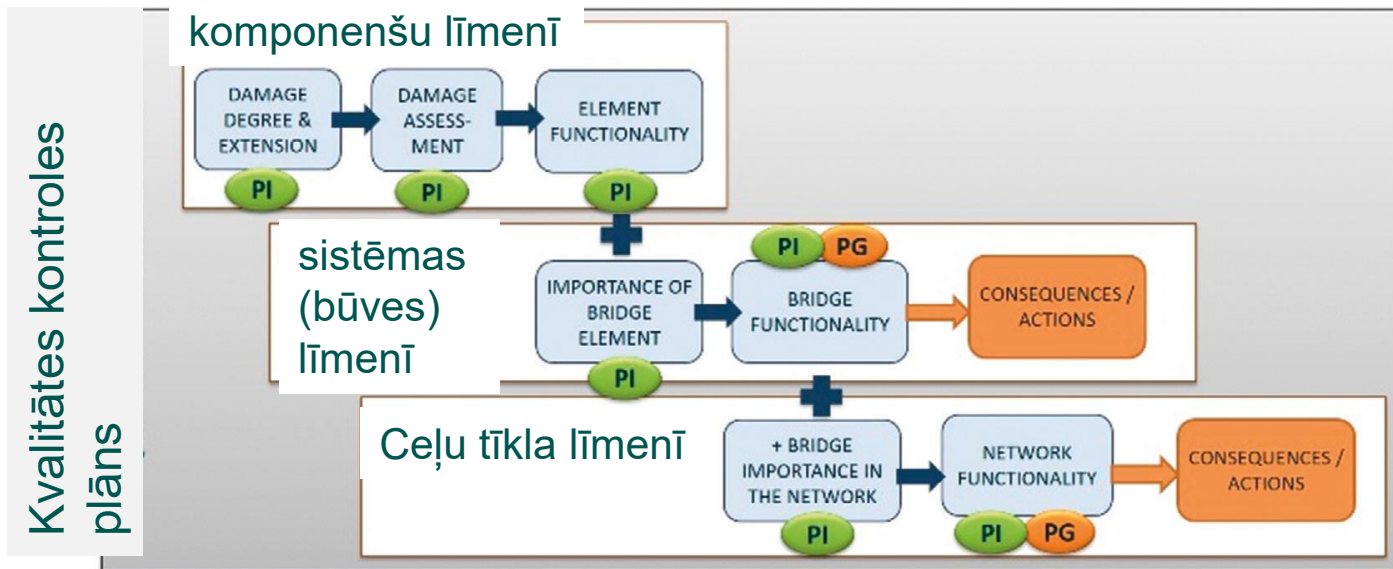 Kvalitātes kontroles
plāns
komponenšu līmenī
DAMAGE
DEGREE &
EXTENSION
PI
DAMAGE
ASSESS-
MENT
PI
ELEMENT
FUNCTIONALITY
PI
sistēmas
(būves)
līmenī
IMPORTANCE OF
BRIDGE
ELEMENT
PI
PI
PG
BRIDGE
FUNCTIONALITY
CONSEQUENCES /
ACTIONS
Ceļu tīkla līmenī
+ BRIDGE
IMPORTANCE IN
THE NETWORK
PI
NETWORK
FUNCTIONALITY
PI
PG
CONSEQUENCES /
ACTIONS